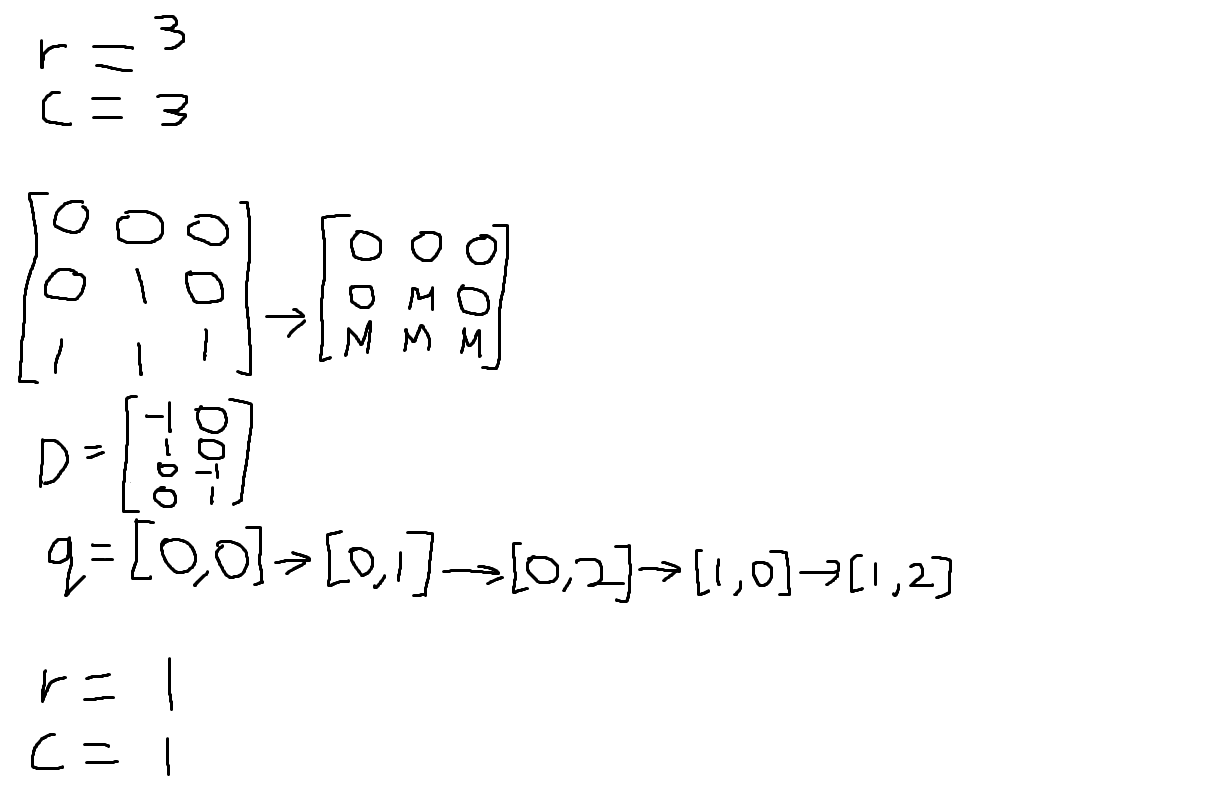 r = 3
c = 3
[0 0 0 → [0 0 0
0 1 0 0 M 0
1 1 1] M M M]
D = [-1 0
1 0
0 -1
0 1]
q = [0,0] → [0,1] → [0,2] → [1,0] → [1,2]
r = 1
c = 1